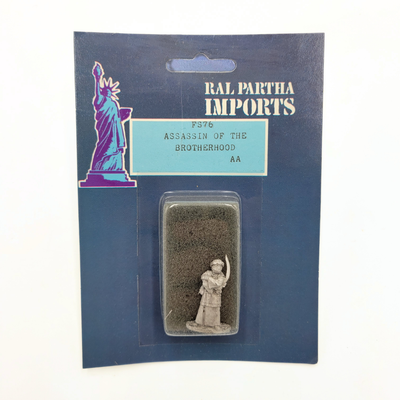 RAL PARTHA
IMPORTS
FS76
ASSASSIN OF THE
BROTHERHOOD
AA